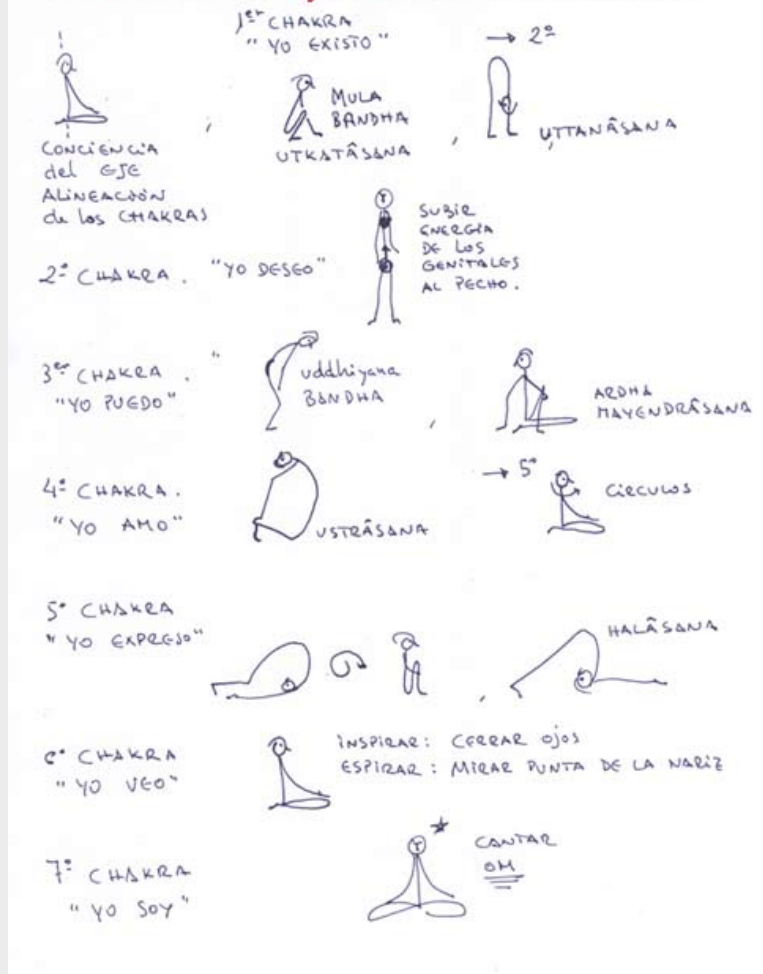 1er CHAKRA
"YO EXISTO"
→ 2º
MULA
BANDHA
UTKATÂSANA
,
,
UTTANÂSANA
CONCIENCIA
del EJE
ALINEACIÓN
de los CHAKRAS
SUBIR
ENERGÍA
DE LOS
GENITALES
AL PECHO.
2º CHAKRA. "YO DESEO"
3er CHAKRA. "
"YO PUEDO"
uddhiyana
BANDHA
,
ARDHA
MAYENDRÂSANA
4º CHAKRA.
"YO AMO"
USTRÂSANA
→ 5º
CIRCULOS
5º CHAKRA
"YO EXPRESO"
,
HALÂSANA
6º CHAKRA
"YO VEO"
INSPIRAR: CERRAR OJOS
ESPIRAR: MIRAR PUNTA DE LA NARIZ
7º CHAKRA
"YO SOY"
CANTAR
OM